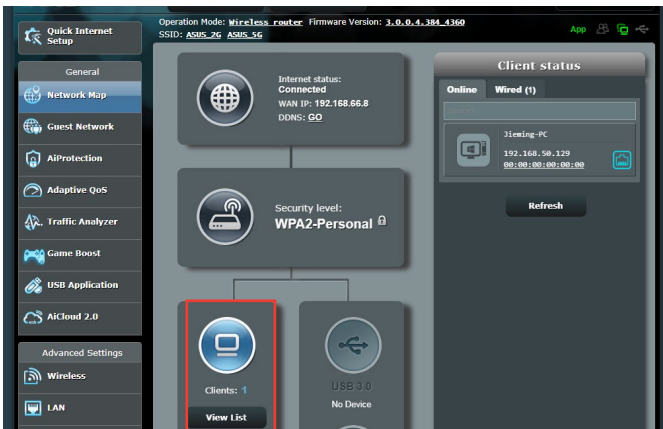 Quick Internet
Setup
General
Network Map
Guest Network
AiProtection
Adaptive QoS
Traffic Analyzer
Game Boost
USB Application
AiCloud 2.0
Advanced Settings
Wireless
LAN
Operation Mode: Wireless router Firmware Version: 3.0.0.4.384_4360
SSID: ASUS_2G ASUS_5G
App
Internet status:
Connected
WAN IP: 192.168.66.8
DDNS: GO
Security level:
WPA2-Personal
Clients: 1
View List
USB 3.0
No Device
Client status
Online Wired (1)
Jieming-PC
192.168.50.129
00:00:00:00:00:00
Refresh